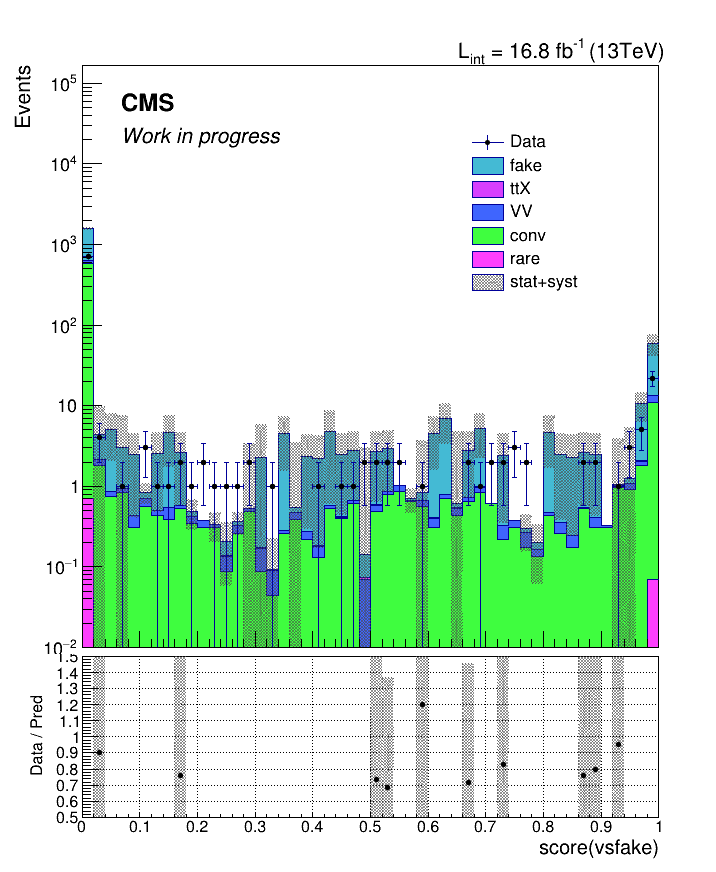 L_int = 16.8 fb^-1 (13TeV)
Events
CMS
Work in progress
Data
fake
ttX
VV
conv
rare
stat+syst
10^5
10^4
10^3
10^2
10
1
10^-1
10^-2
Data / Pred
1.5
1.4
1.3
1.2
1.1
1
0.9
0.8
0.7
0.6
0.5
0 0.1 0.2 0.3 0.4 0.5 0.6 0.7 0.8 0.9 1
score(vsfake)